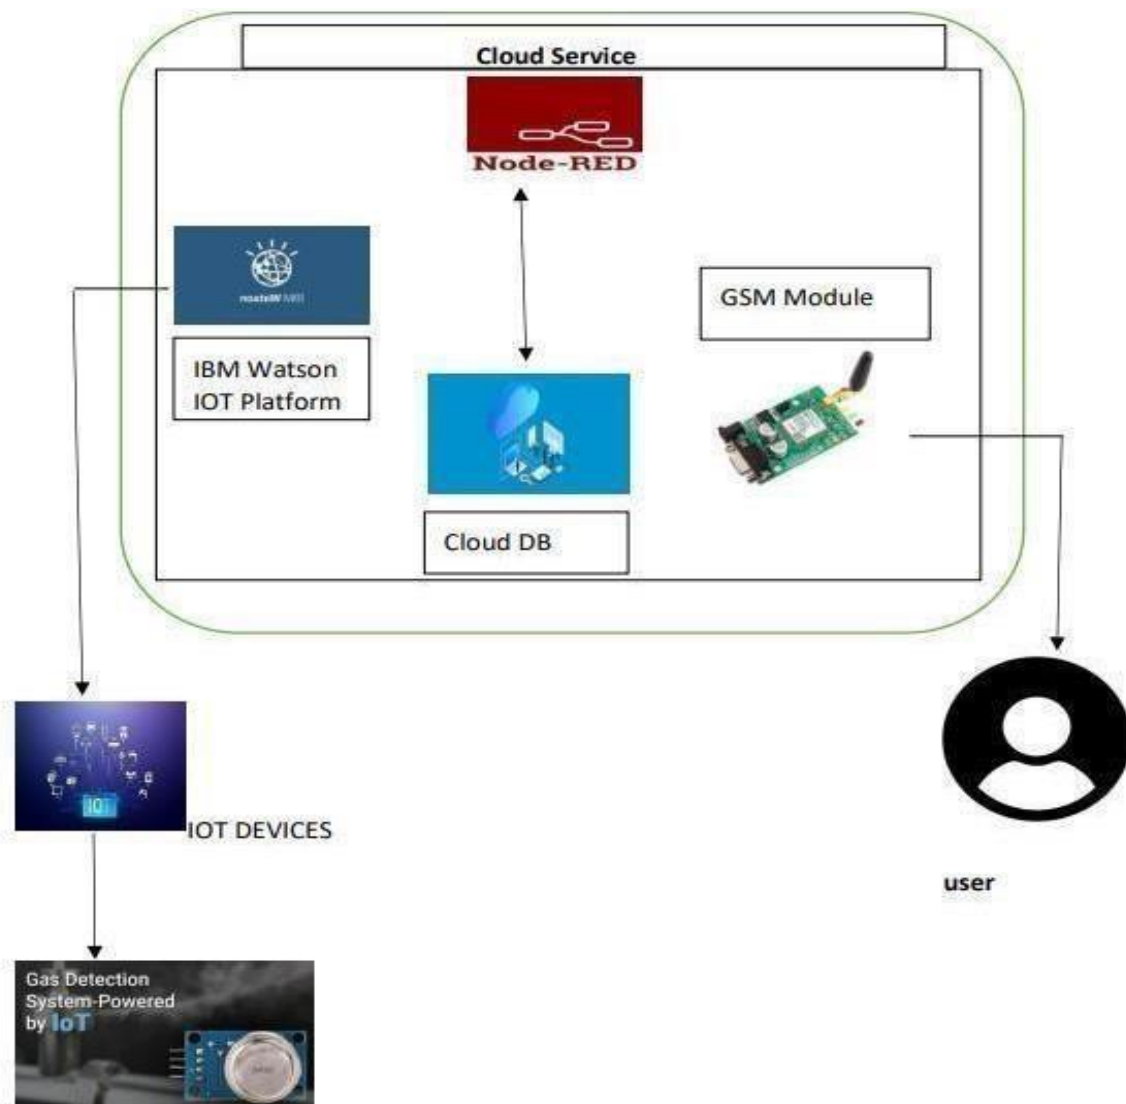 Cloud Service
Node-RED
IBM Watson
IOT Platform
GSM Module
Cloud DB
IOT
IOT DEVICES
user
Gas Detection
System-Powered
by IoT